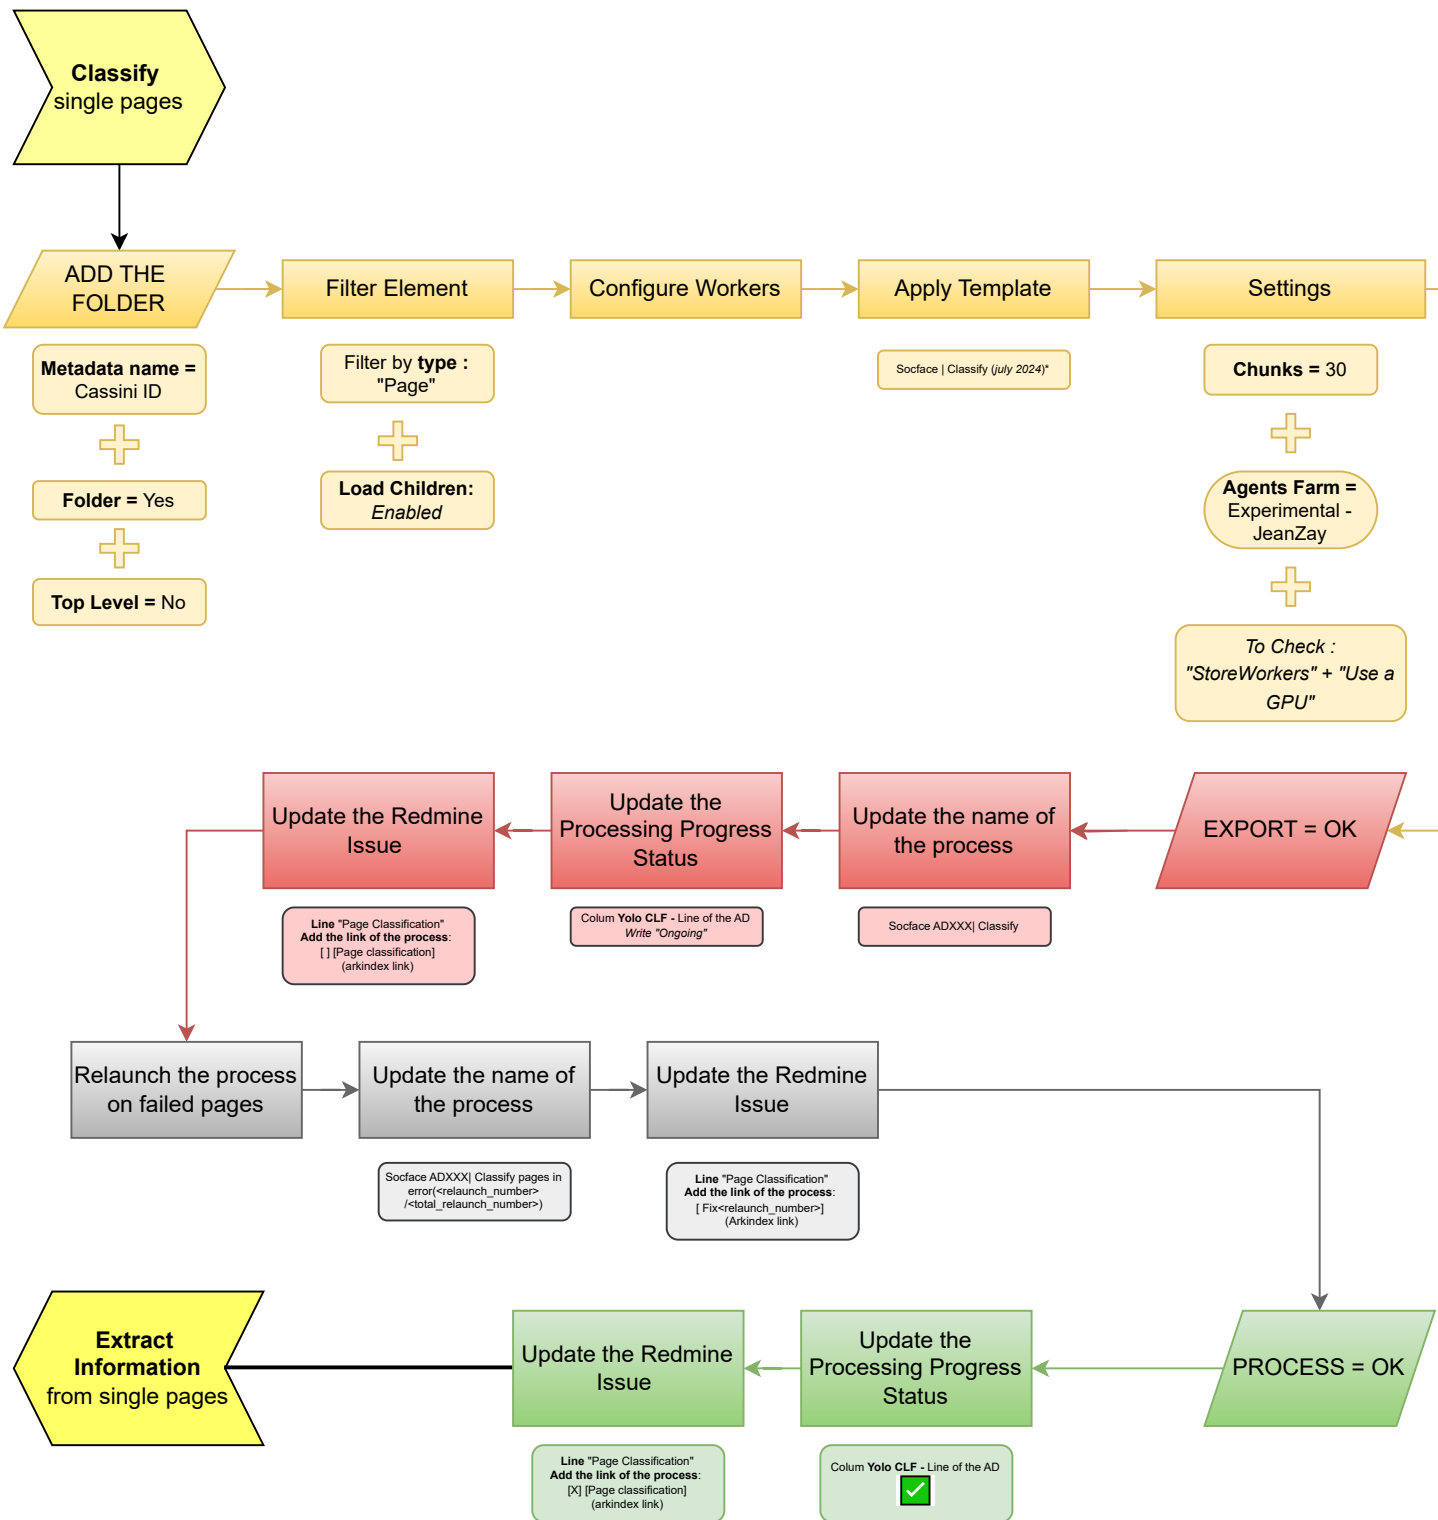 Classify
single pages
ADD THE
FOLDER
Filter Element
Configure Workers
Apply Template
Settings
Metadata name =
Cassini ID
Folder = Yes
Top Level = No
Filter by type :
"Page"
Load Children:
Enabled
Socface | Classify (july 2024)*
Chunks = 30
Agents Farm =
Experimental -
JeanZay
To Check :
"StoreWorkers" + "Use a
GPU"
Update the Redmine
Issue
Update the
Processing Progress
Status
Update the name of
the process
EXPORT = OK
Line "Page Classification"
Add the link of the process:
[ ] [Page classification]
(arkindex link)
Colum Yolo CLF - Line of the AD
Write "Ongoing"
Socface ADXXX| Classify
Relaunch the process
on failed pages
Update the name of
the process
Update the Redmine
Issue
Socface ADXXX| Classify pages in
error(<relaunch_number>
/<total_relaunch_number>)
Line "Page Classification"
Add the link of the process:
[ Fix<relaunch_number>]
(Arkindex link)
Extract
Information
from single pages
Update the Redmine
Issue
Update the
Processing Progress
Status
PROCESS = OK
Line "Page Classification"
Add the link of the process:
[X] [Page classification]
(arkindex link)
Colum Yolo CLF - Line of the AD